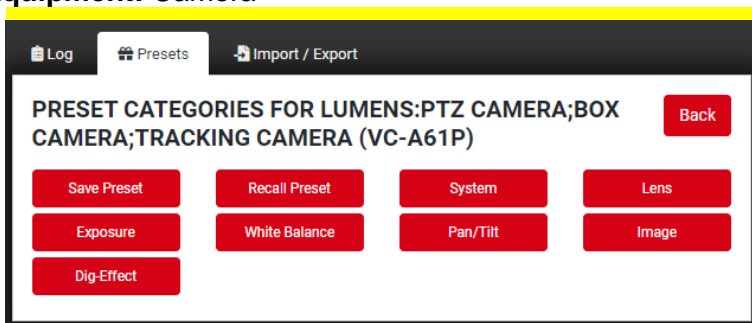 Camera
Log Presets Import / Export
PRESET CATEGORIES FOR LUMENS:PTZ CAMERA;BOX
CAMERA;TRACKING CAMERA (VC-A61P)
Back
Save Preset Recall Preset System Lens
Exposure White Balance Pan/Tilt Image
Dig-Effect